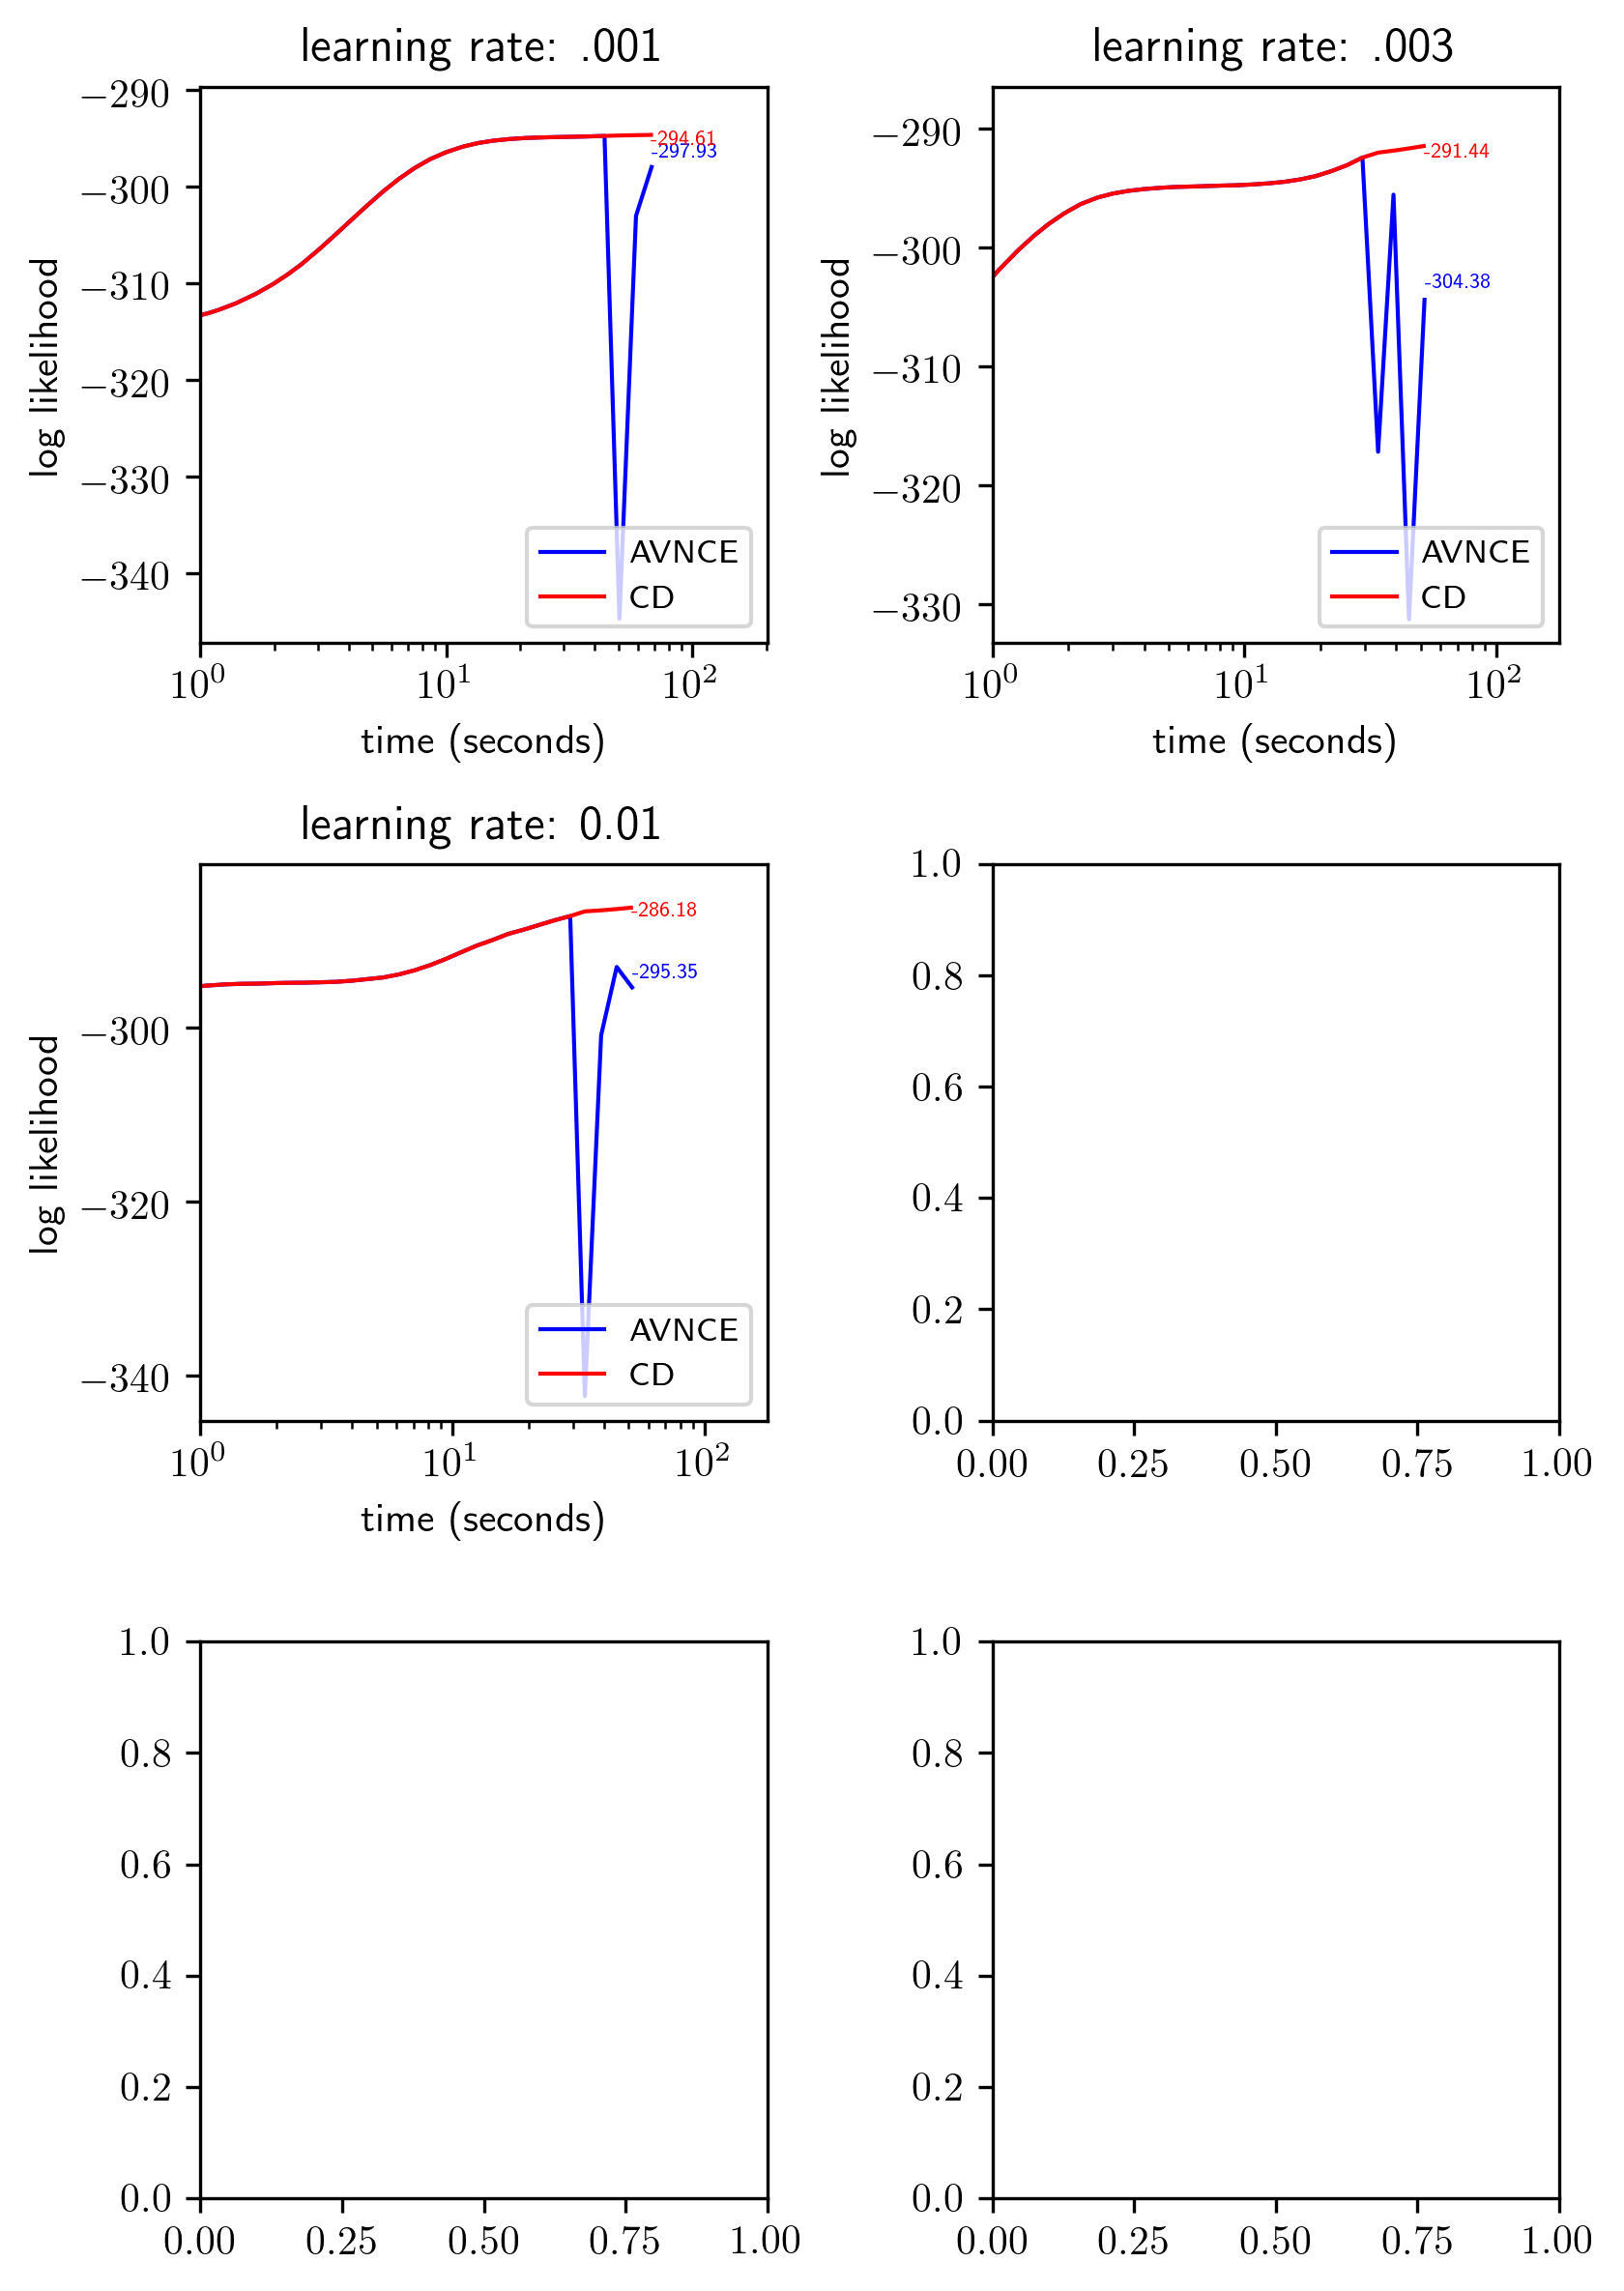 learning rate: .001
−290
−300
−310
−320
−330
−340
log likelihood
-294.61
-297.93
AVNCE
CD
10^0 10^1 10^2
time (seconds)
learning rate: .003
−290
−300
−310
−320
−330
log likelihood
-291.44
-304.38
AVNCE
CD
10^0 10^1 10^2
time (seconds)
learning rate: 0.01
−300
−320
−340
log likelihood
-286.18
-295.35
AVNCE
CD
10^0 10^1 10^2
time (seconds)
1.0
0.8
0.6
0.4
0.2
0.0
0.00 0.25 0.50 0.75 1.00
1.0
0.8
0.6
0.4
0.2
0.0
0.00 0.25 0.50 0.75 1.00
1.0
0.8
0.6
0.4
0.2
0.0
0.00 0.25 0.50 0.75 1.00